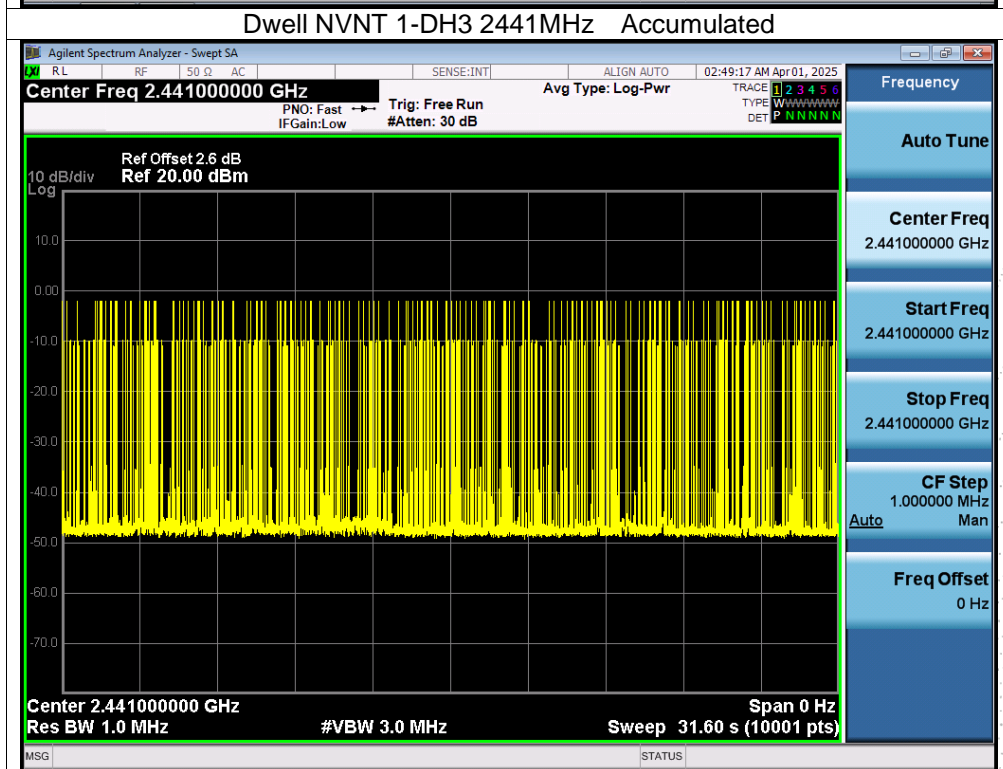 Dwell NVNT 1-DH3 2441MHz Accumulated
Agilent Spectrum Analyzer - Swept SA
LXI RL RF 50 Ω AC SENSE:INT ALIGN AUTO 02:49:17 AM Apr 01, 2025
Center Freq 2.441000000 GHz
PNO: Fast
IFGain:Low
Trig: Free Run
#Atten: 30 dB
Avg Type: Log-Pwr
TRACE 1 2 3 4 5 6
TYPE WWWWWWW
DET P N N N N N
Ref Offset 2.6 dB
10 dB/div Ref 20.00 dBm
Log
10.0
0.00
-10.0
-20.0
-30.0
-40.0
-50.0
-60.0
-70.0
Center 2.441000000 GHz Span 0 Hz
Res BW 1.0 MHz #VBW 3.0 MHz Sweep 31.60 s (10001 pts)
MSG STATUS
Frequency
Auto Tune
Center Freq
2.441000000 GHz
Start Freq
2.441000000 GHz
Stop Freq
2.441000000 GHz
CF Step
1.000000 MHz
Auto Man
Freq Offset
0 Hz